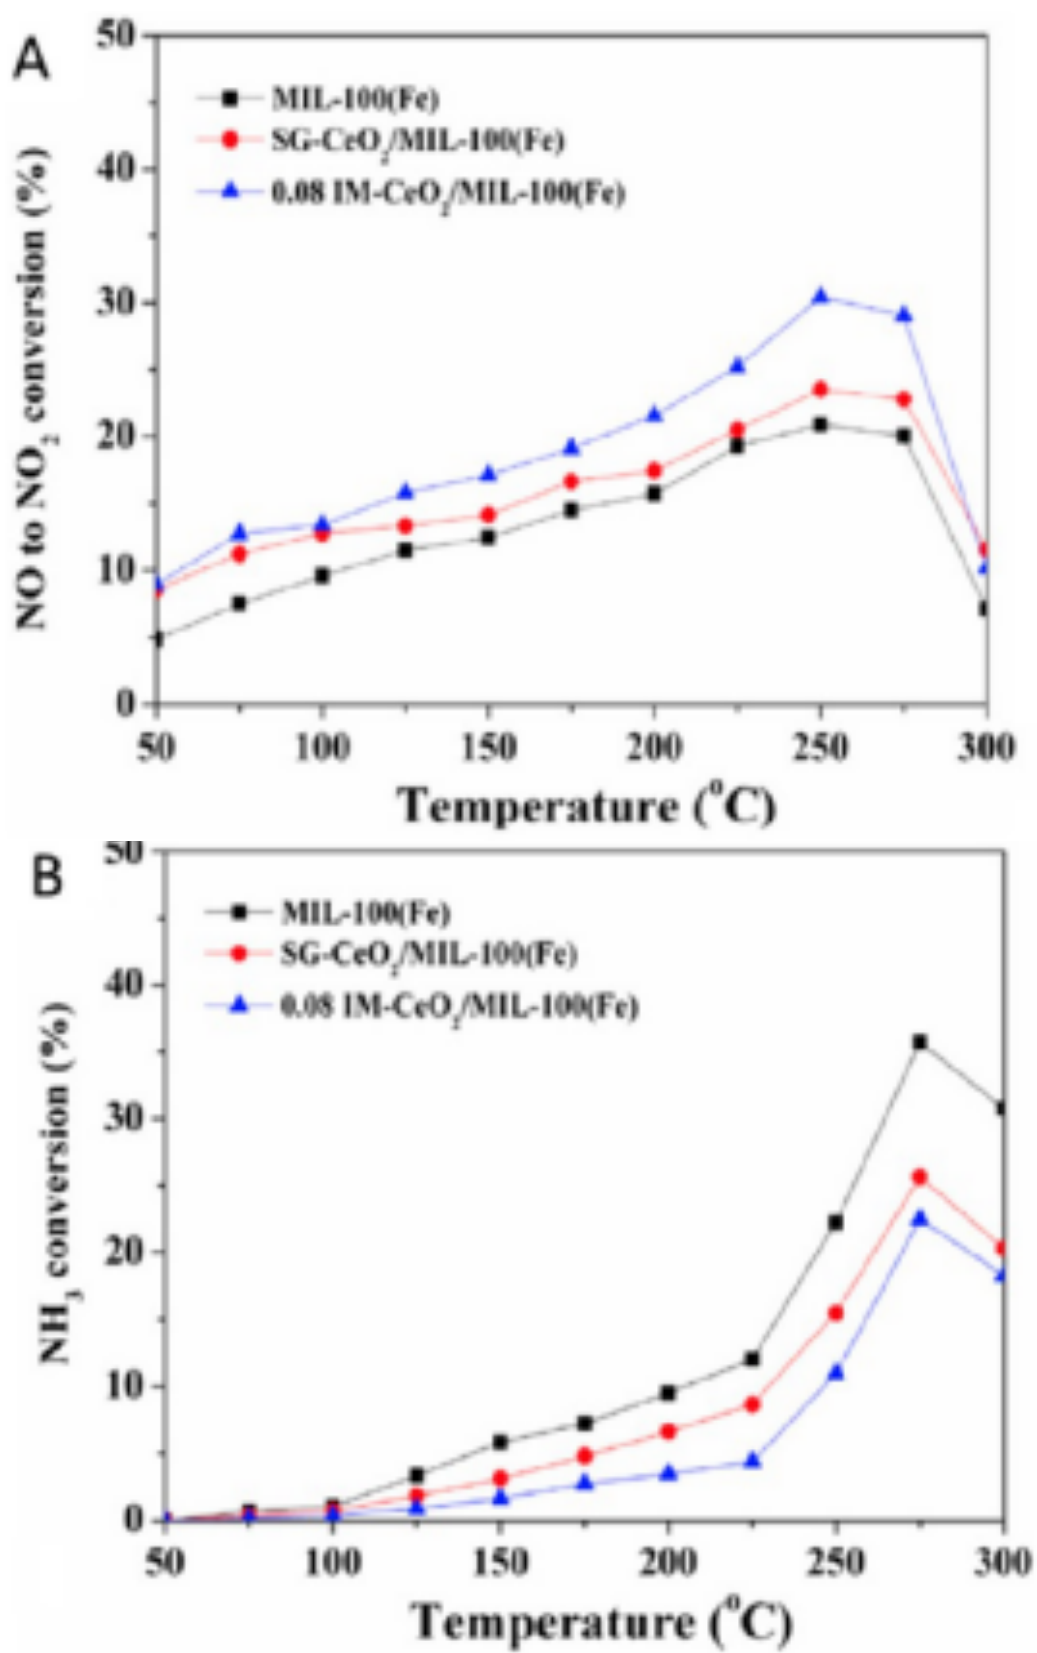 A
50
40
30
20
10
0
NO to NO2 conversion (%)
MIL-100(Fe)
SG-CeO2/MIL-100(Fe)
0.08 IM-CeO2/MIL-100(Fe)
50 100 150 200 250 300
Temperature (°C)
B
50
40
30
20
10
0
NH3 conversion (%)
MIL-100(Fe)
SG-CeO2/MIL-100(Fe)
0.08 IM-CeO2/MIL-100(Fe)
50 100 150 200 250 300
Temperature (°C)